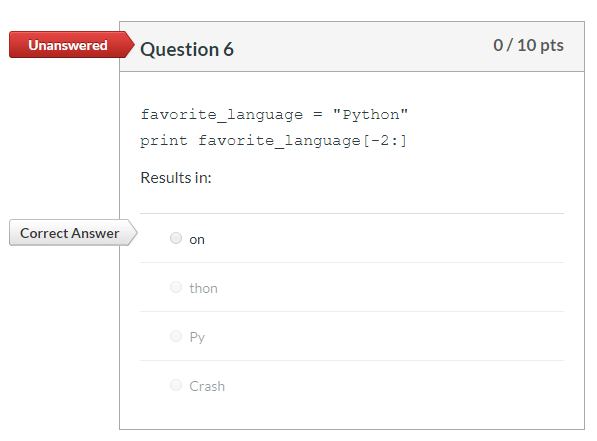 Unanswered
Question 6
0 / 10 pts
favorite_language = "Python"
print favorite_language[-2:]
Results in:
Correct Answer
on
thon
Py
Crash